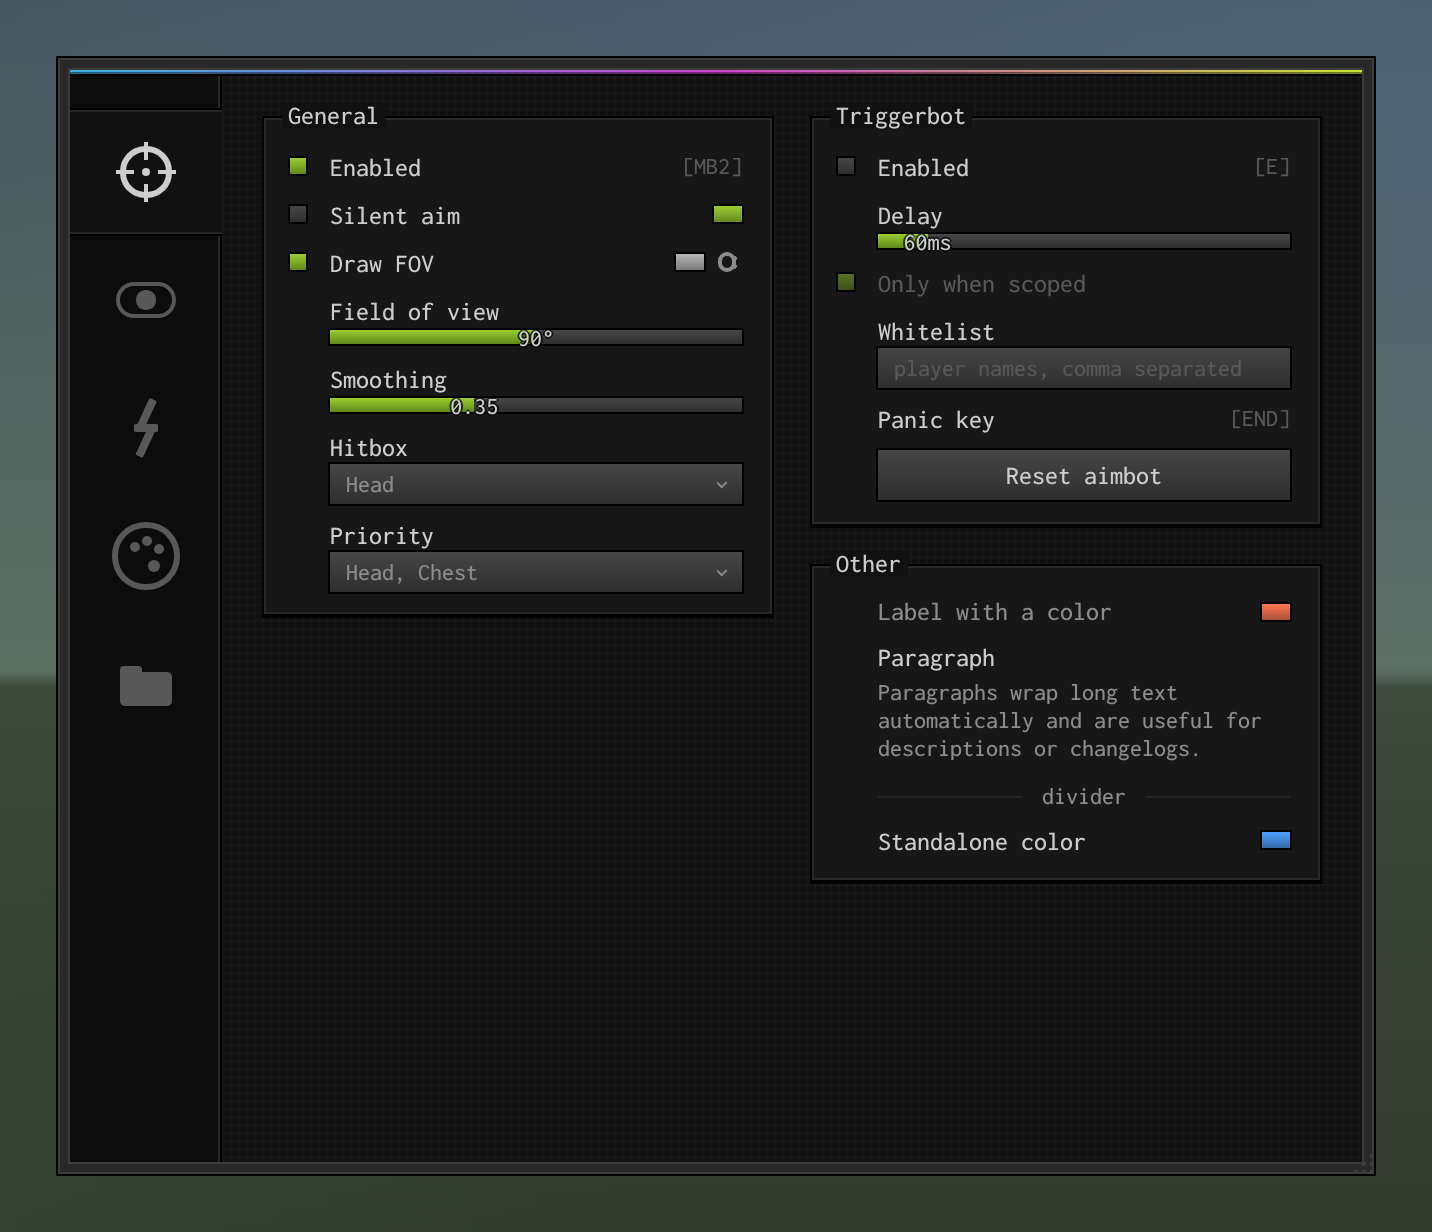 General
Enabled [MB2]
Silent aim
Draw FOV
Field of view
90°
Smoothing
0.35
Hitbox
Head
Priority
Head, Chest
Triggerbot
Enabled [E]
Delay
60ms
Only when scoped
Whitelist
player names, comma separated
Panic key [END]
Reset aimbot
Other
Label with a color
Paragraph
Paragraphs wrap long text
automatically and are useful for
descriptions or changelogs.
divider
Standalone color